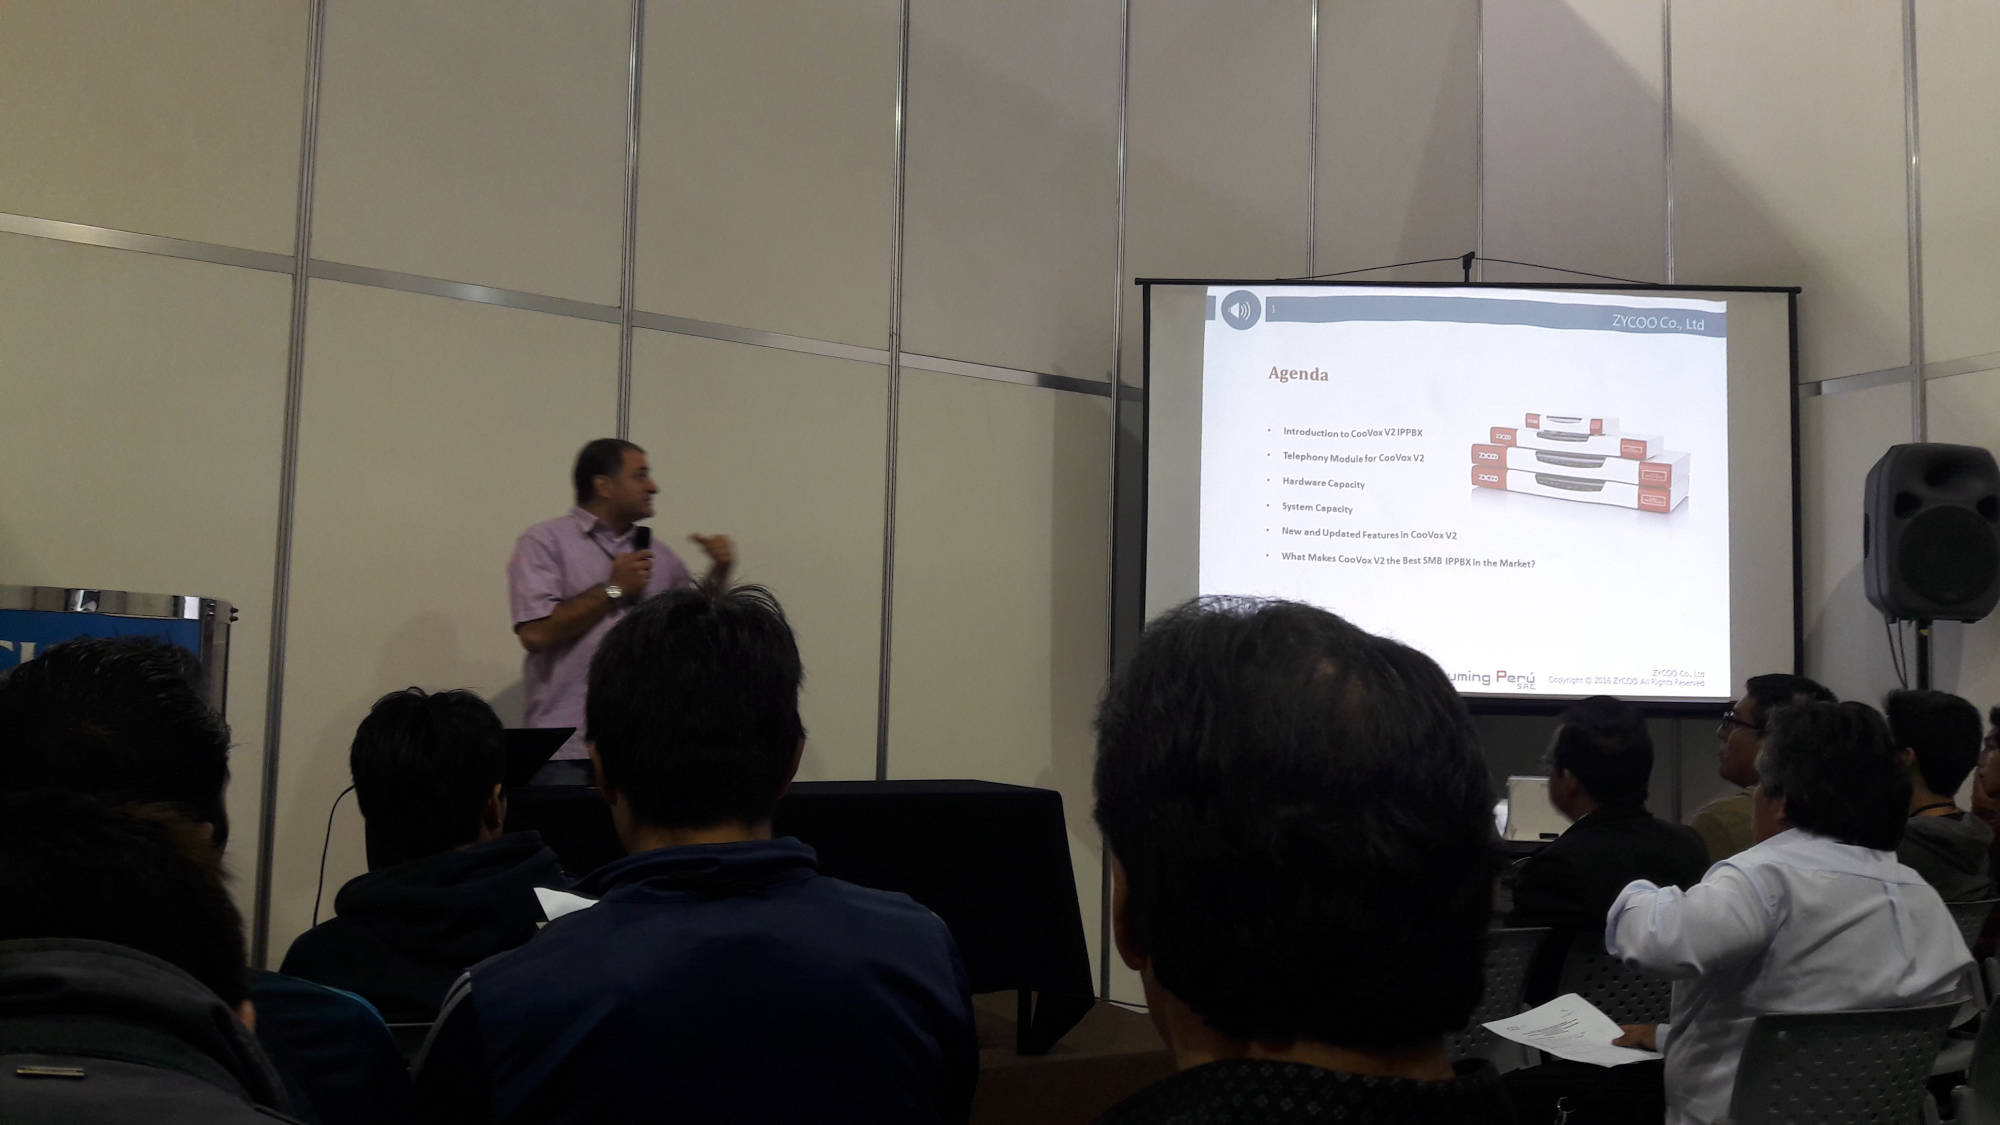 1
ZYCOO Co., Ltd
Agenda
• Introduction to CooVox V2 IPPBX
• Telephony Module for CooVox V2
• Hardware Capacity
• System Capacity
• New and Updated Features in CooVox V2
• What Makes CooVox V2 the Best SMB IPPBX in the Market?
ZYCOO
ZYCOO
ZYCOO
uming Perú
S.A.C
ZYCOO Co., Ltd
Copyright © 2016 ZYCOO All Rights Reserved